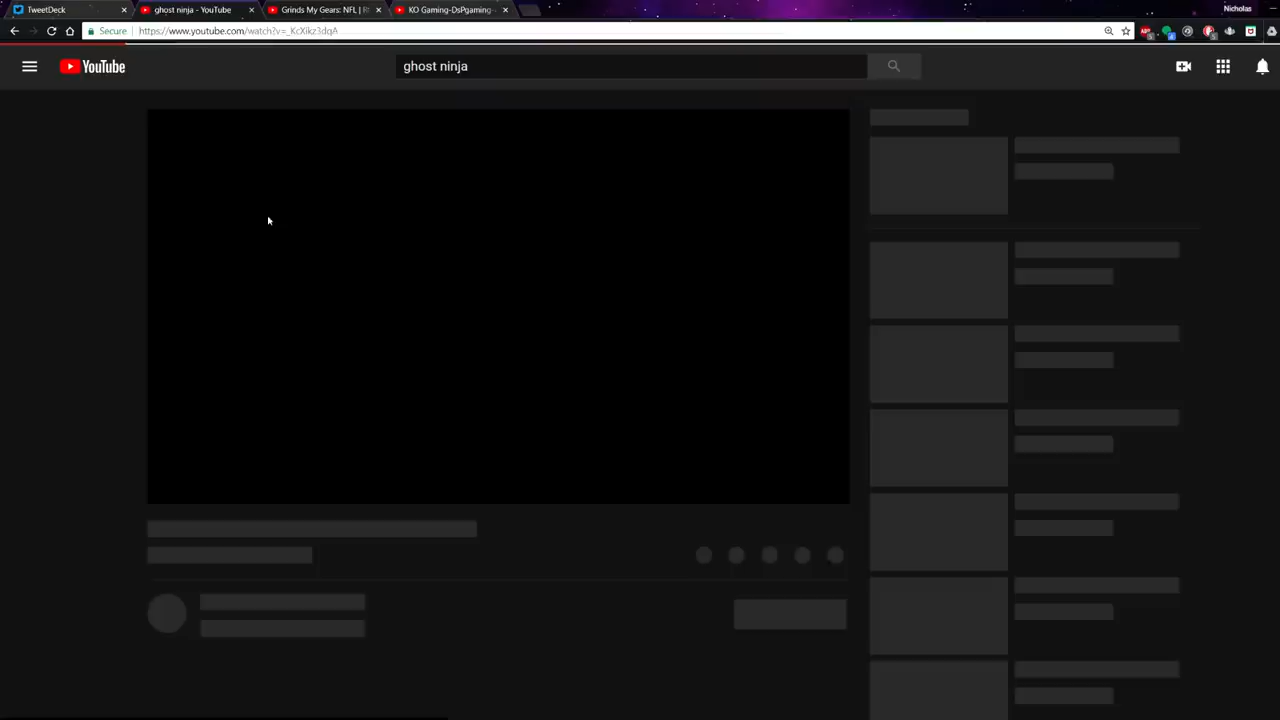 TweetDeck
ghost ninja - YouTube
Grinds My Gears: NFL |
KO Gaming-DsPgaming-
Nicholas
Secure
https://www.youtube.com/watch?v=_KcXikz3dqA
YouTube
ghost ninja